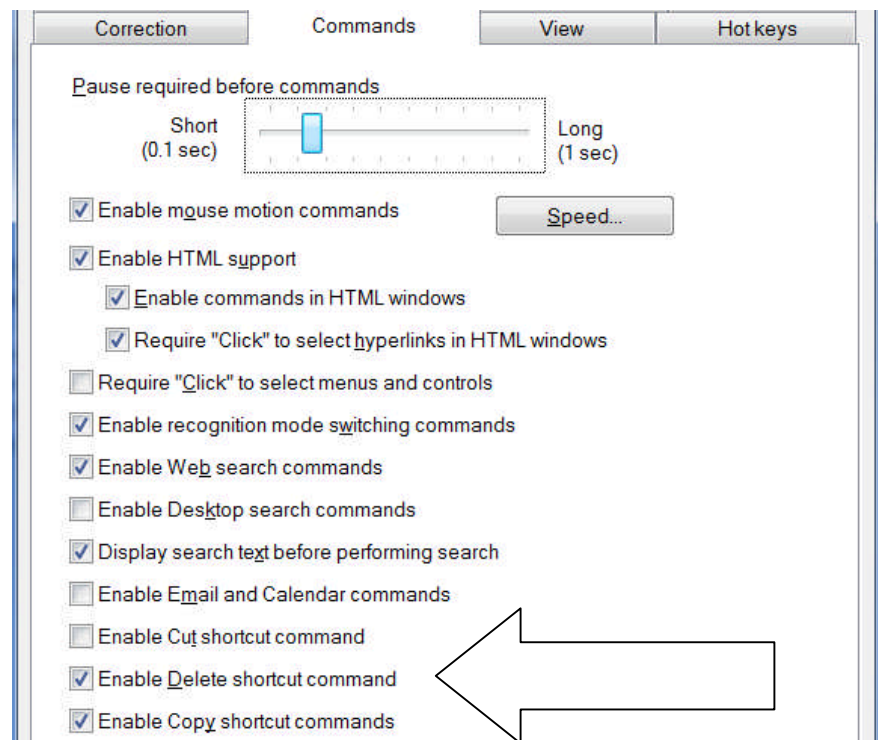 Correction Commands View Hot keys
Pause required before commands
Short Long
(0.1 sec) (1 sec)
Enable mouse motion commands Speed...
Enable HTML support
Enable commands in HTML windows
Require "Click" to select hyperlinks in HTML windows
Require "Click" to select menus and controls
Enable recognition mode switching commands
Enable Web search commands
Enable Desktop search commands
Display search text before performing search
Enable Email and Calendar commands
Enable Cut shortcut command
Enable Delete shortcut command
Enable Copy shortcut commands